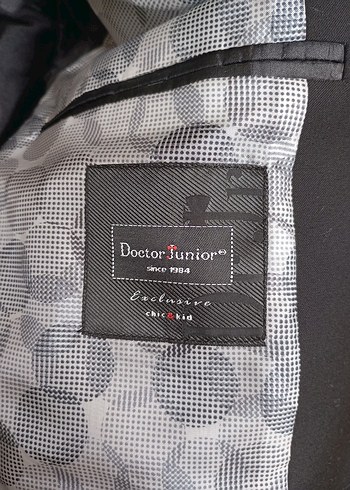 Doctor Junior
since 1984
Exclusive
chic&kid